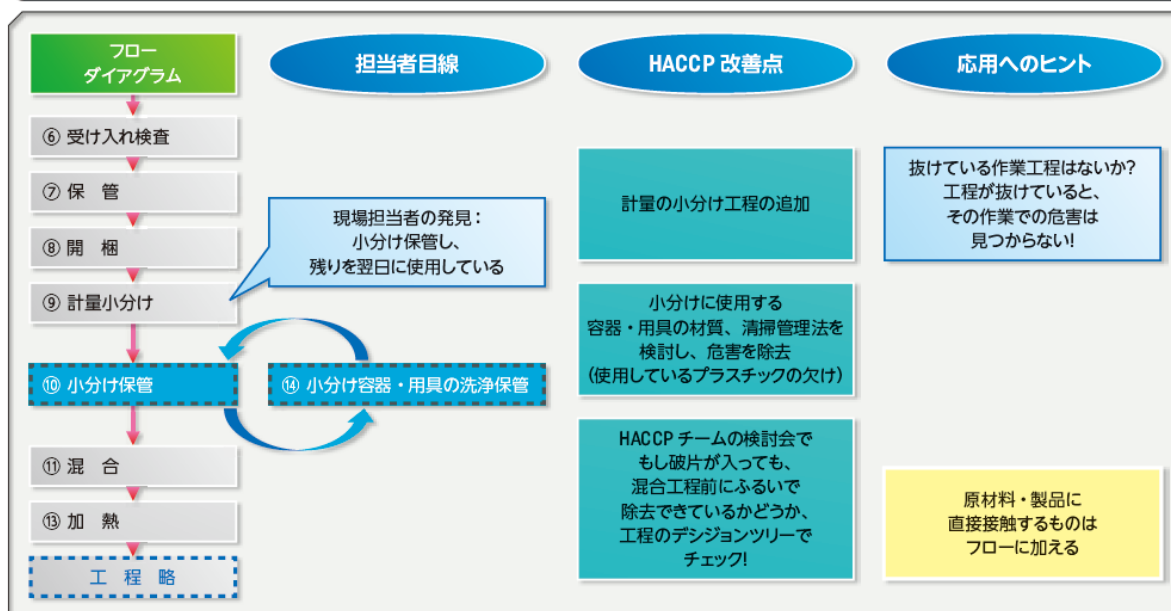 フロー
ダイアグラム
担当者目線
HACCP 改善点
応用へのヒント
⑥ 受け入れ検査
⑦ 保　管
⑧ 開　梱
⑨ 計量小分け
⑩ 小分け保管
⑪ 混　合
⑬ 加　熱
工　程　略
現場担当者の発見：
小分け保管し、
残りを翌日に使用している
⑭ 小分け容器・用具の洗浄保管
計量の小分け工程の追加
小分けに使用する
容器・用具の材質、清掃管理法を
検討し、危害を除去
（使用しているプラスチックの欠け）
HACCP チームの検討会で
もし破片が入っても、
混合工程前にふるいで
除去できているかどうか、
工程のデシジョンツリーで
チェック！
抜けている作業工程はないか？
工程が抜けていると、
その作業での危害は
見つからない！
原材料・製品に
直接接触するものは
フローに加える